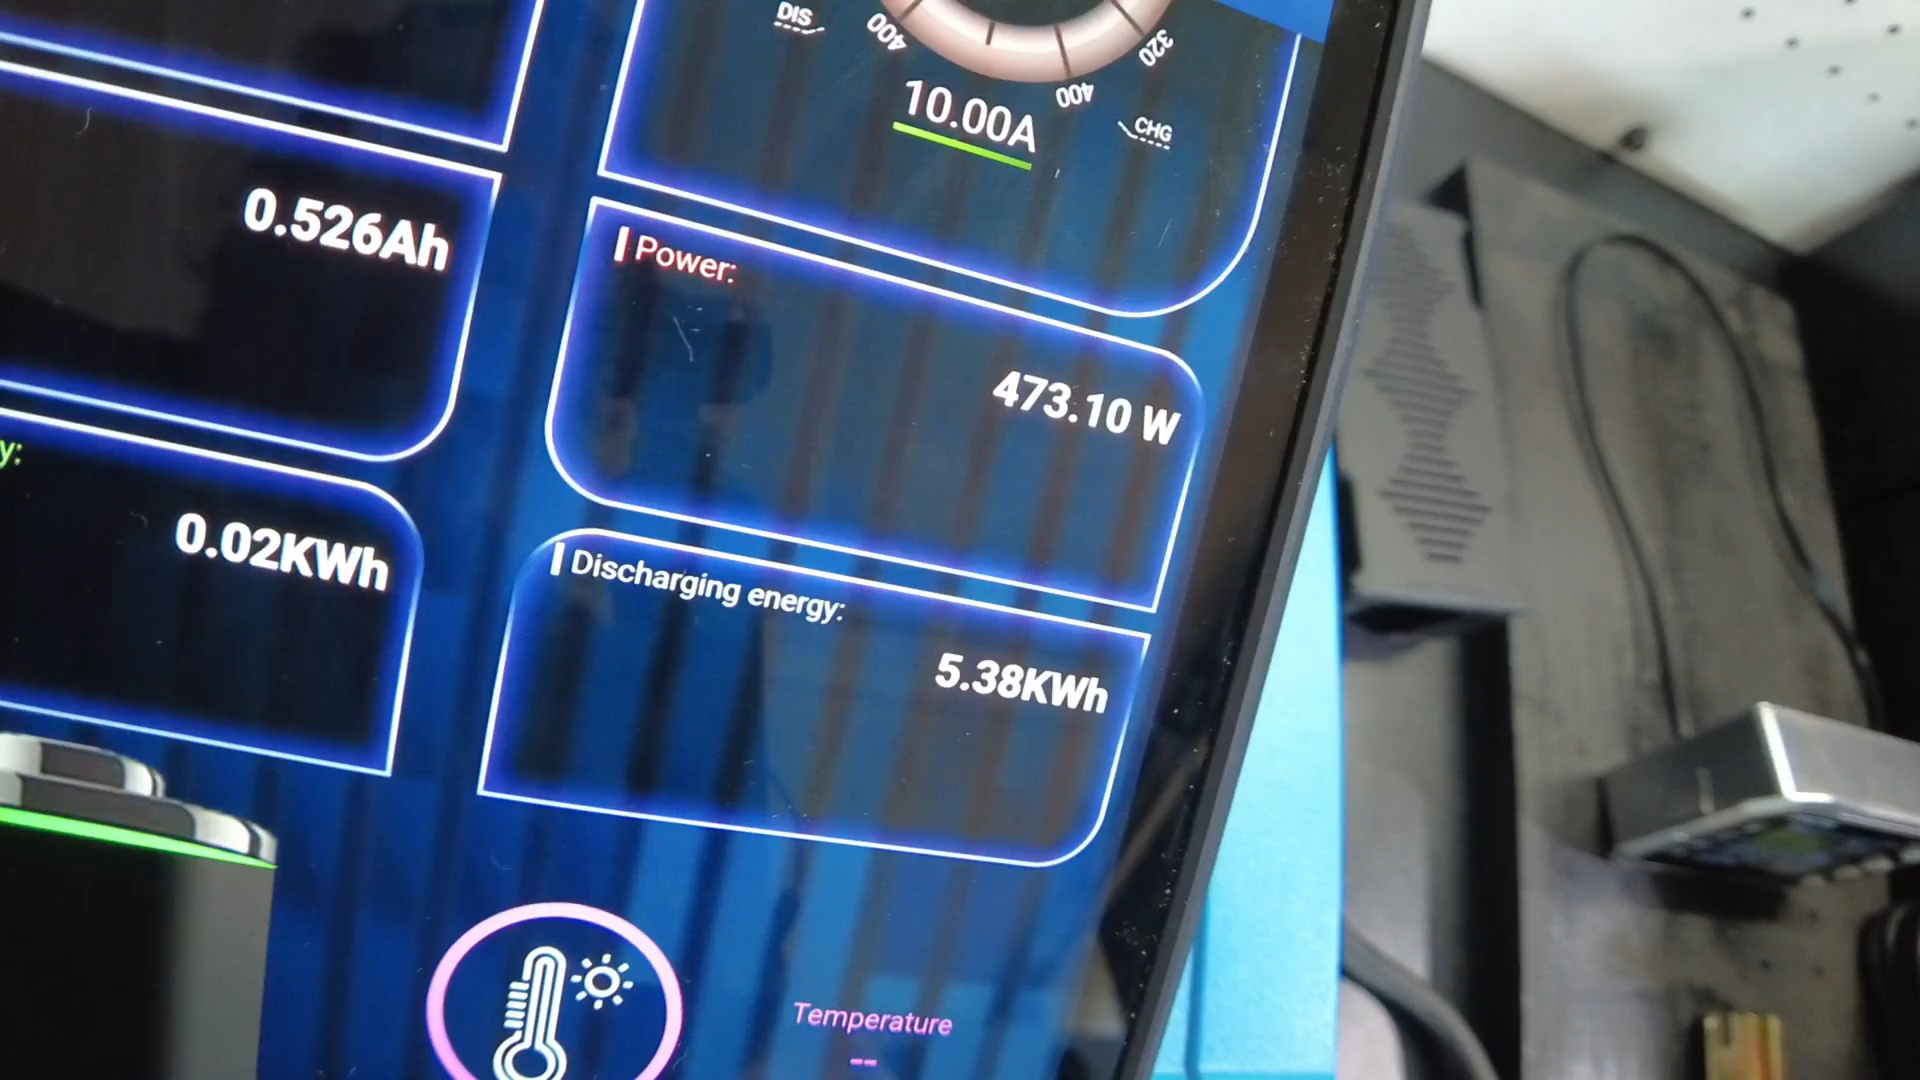 DIS
400
320
400
10.00A
CHG
0.526Ah
Power:
473.10 W
y:
0.02KWh
Discharging energy:
5.38KWh
Temperature
--